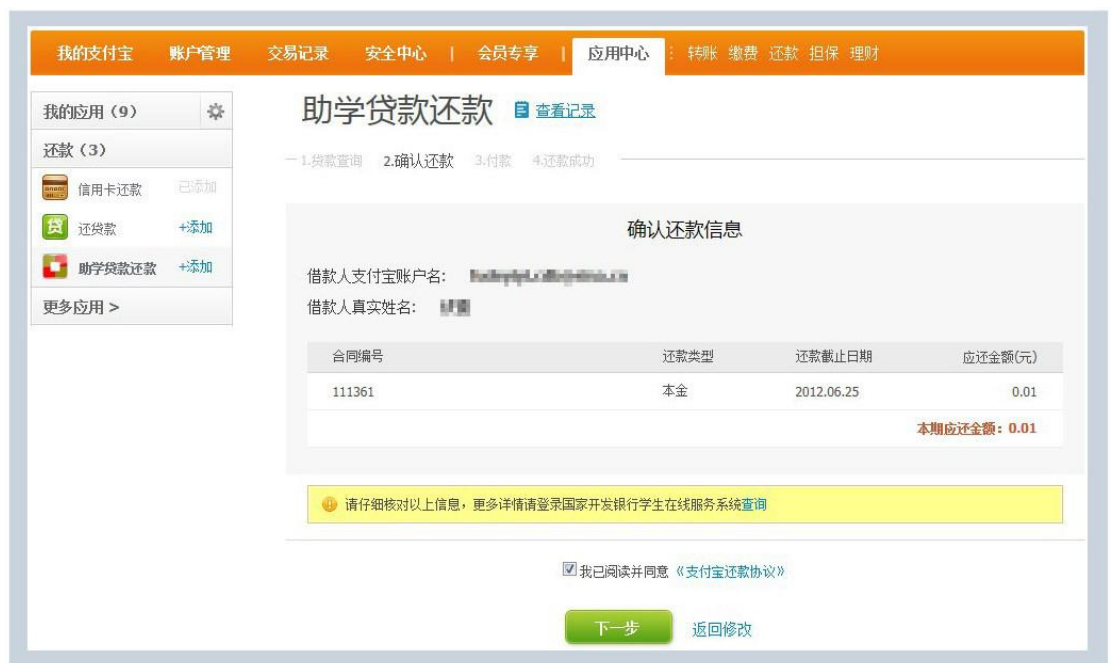 我的支付宝 账户管理 交易记录 安全中心 | 会员专享 | 应用中心 转账 缴费 还款 担保 理财
我的应用（9）
还款（3）
信用卡还款 已添加
还贷款 +添加
助学贷款还款 +添加
更多应用 >
助学贷款还款 查看记录
1.贷款查询 2.确认还款 3.付款 4.还款成功
确认还款信息
借款人支付宝账户名：
借款人真实姓名：
合同编号 还款类型 还款截止日期 应还金额(元)
111361 本金 2012.06.25 0.01
本期应还金额：0.01
请仔细核对以上信息，更多详情请登录国家开发银行学生在线服务系统查询
我已阅读并同意《支付宝还款协议》
下一步 返回修改